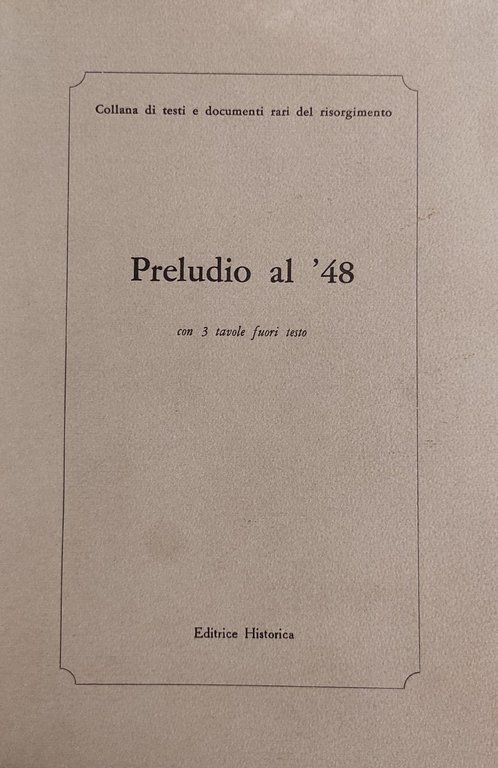 Collana di testi e documenti rari del risorgimento
Preludio al ’48
con 3 tavole fuori testo
Editrice Historica